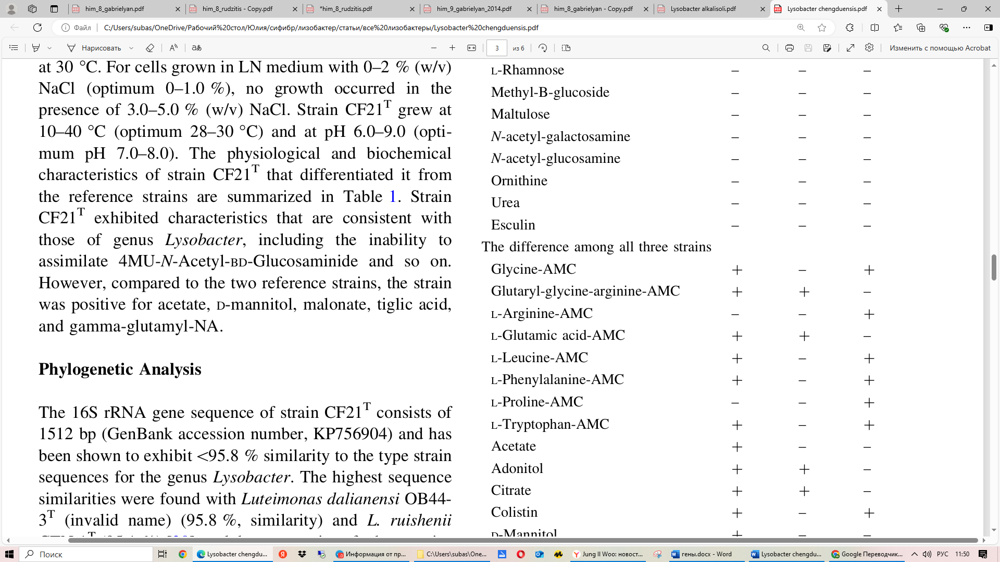 him_8_gabrielyan.pdf
him_8_rudzitis - Copy.pdf
*him_8_rudzitis.pdf
him_9_gabrielyan_2014.pdf
him_8_gabrielyan - Copy.pdf
Lysobacter alkalisoli.pdf
Lysobacter chengduensis.pdf
Файл
C:/Users/subas/OneDrive/Рабочий%20стол/Юлия/сифибр/лизобактер/статьи/все%20лизобактеры/Lysobacter%20chengduensis.pdf
Нарисовать
3 из 6
Изменить с помощью Acrobat
at 30 °C. For cells grown in LN medium with 0–2 % (w/v)
NaCl (optimum 0–1.0 %), no growth occurred in the
presence of 3.0–5.0 % (w/v) NaCl. Strain CF21T grew at
10–40 °C (optimum 28–30 °C) and at pH 6.0–9.0 (opti-
mum pH 7.0–8.0). The physiological and biochemical
characteristics of strain CF21T that differentiated it from
the reference strains are summarized in Table 1. Strain
CF21T exhibited characteristics that are consistent with
those of genus Lysobacter, including the inability to
assimilate 4MU-N-Acetyl-BD-Glucosaminide and so on.
However, compared to the two reference strains, the strain
was positive for acetate, D-mannitol, malonate, tiglic acid,
and gamma-glutamyl-NA.
Phylogenetic Analysis
The 16S rRNA gene sequence of strain CF21T consists of
1512 bp (GenBank accession number, KP756904) and has
been shown to exhibit <95.8 % similarity to the type strain
sequences for the genus Lysobacter. The highest sequence
similarities were found with Luteimonas dalianensi OB44-
3T (invalid name) (95.8 %, similarity) and L. ruishenii
L-Rhamnose – – –
Methyl-B-glucoside – – –
Maltulose – – –
N-acetyl-galactosamine – – –
N-acetyl-glucosamine – – –
Ornithine – – –
Urea – – –
Esculin – – –
The difference among all three strains
Glycine-AMC + – +
Glutaryl-glycine-arginine-AMC + + –
L-Arginine-AMC – – +
L-Glutamic acid-AMC + + –
L-Leucine-AMC + – +
L-Phenylalanine-AMC + – +
L-Proline-AMC – – +
L-Tryptophan-AMC + – +
Acetate + – –
Adonitol + + –
Citrate + + –
Colistin + – +
D-Mannitol + – –
Поиск
Lysobacter chengdu...
Информация от пр...
C:\Users\subas\One...
Jung Il Woo: новост...
гены.docx - Word
Lysobacter chengdu...
Google Переводчик...
РУС
11:50